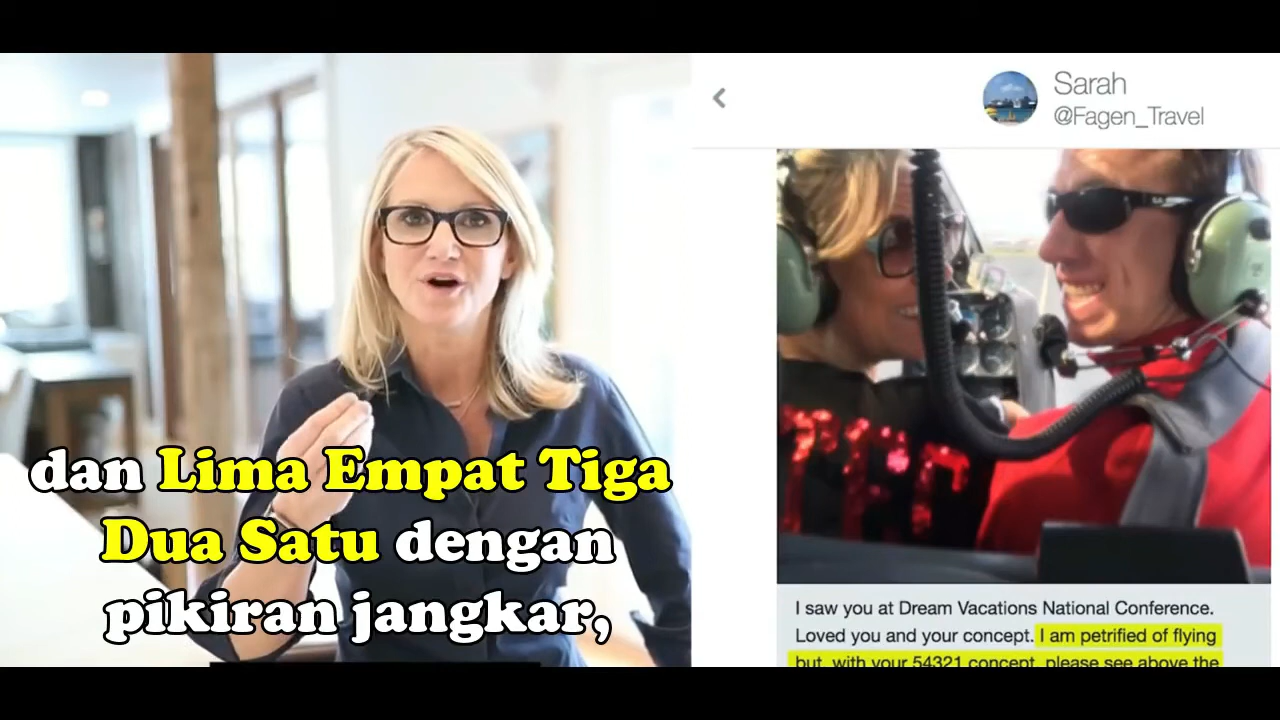 dan Lima Empat Tiga
Dua Satu dengan
pikiran jangkar,
Sarah
@Fagen_Travel
I saw you at Dream Vacations National Conference.
Loved you and your concept. I am petrified of flying
but, with your 54321 concept, please see above the